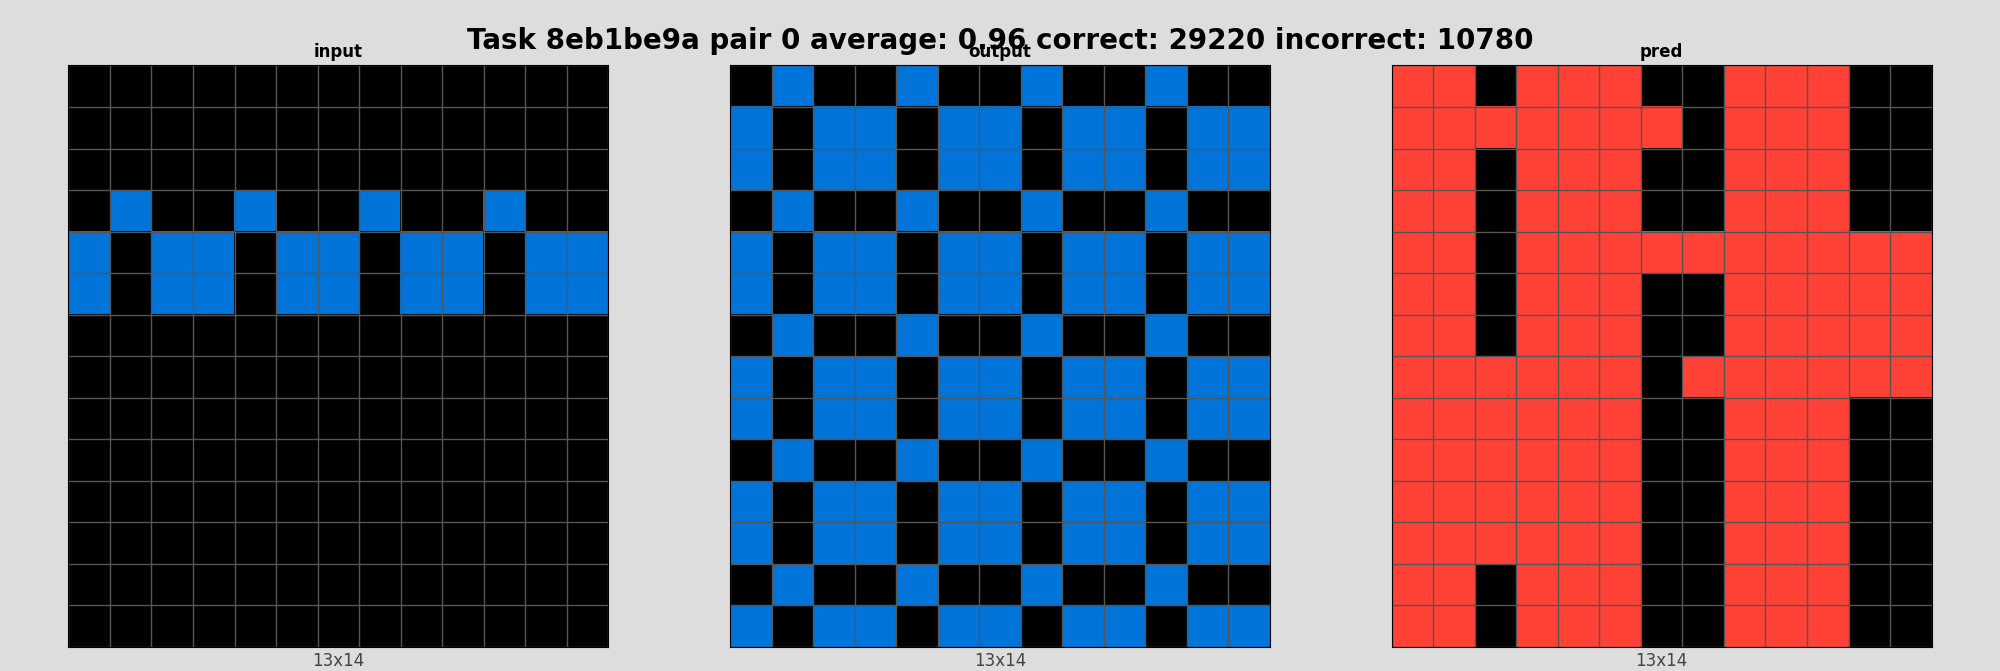 Task 8eb1be9a pair 0 average: 0.96 correct: 29220 incorrect: 10780
input
output
pred
13x14
13x14
13x14